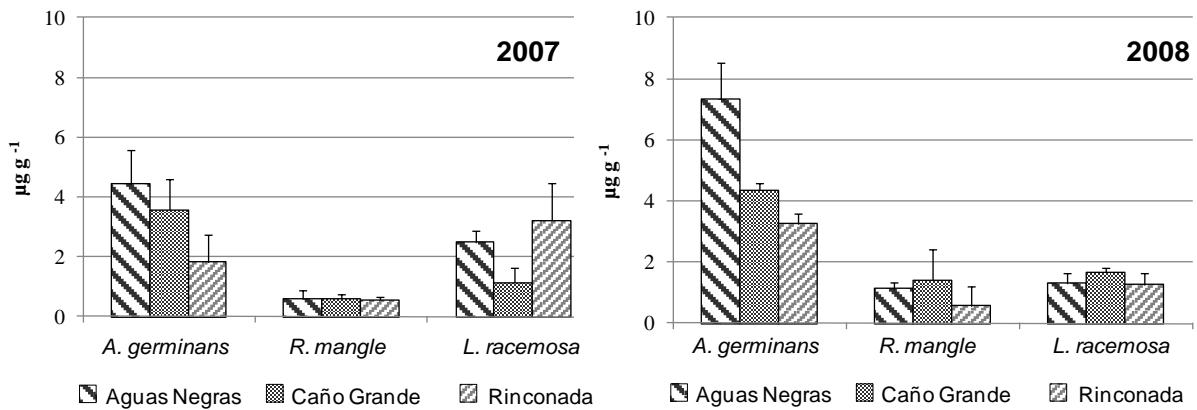 10
8
6
4
2
0
µg g -1
2007
A. germinans
R. mangle
L. racemosa
Aguas Negras
Caño Grande
Rinconada
10
8
6
4
2
0
µg g -1
2008
A. germinans
R. mangle
L. racemosa
Aguas Negras
Caño Grande
Rinconada